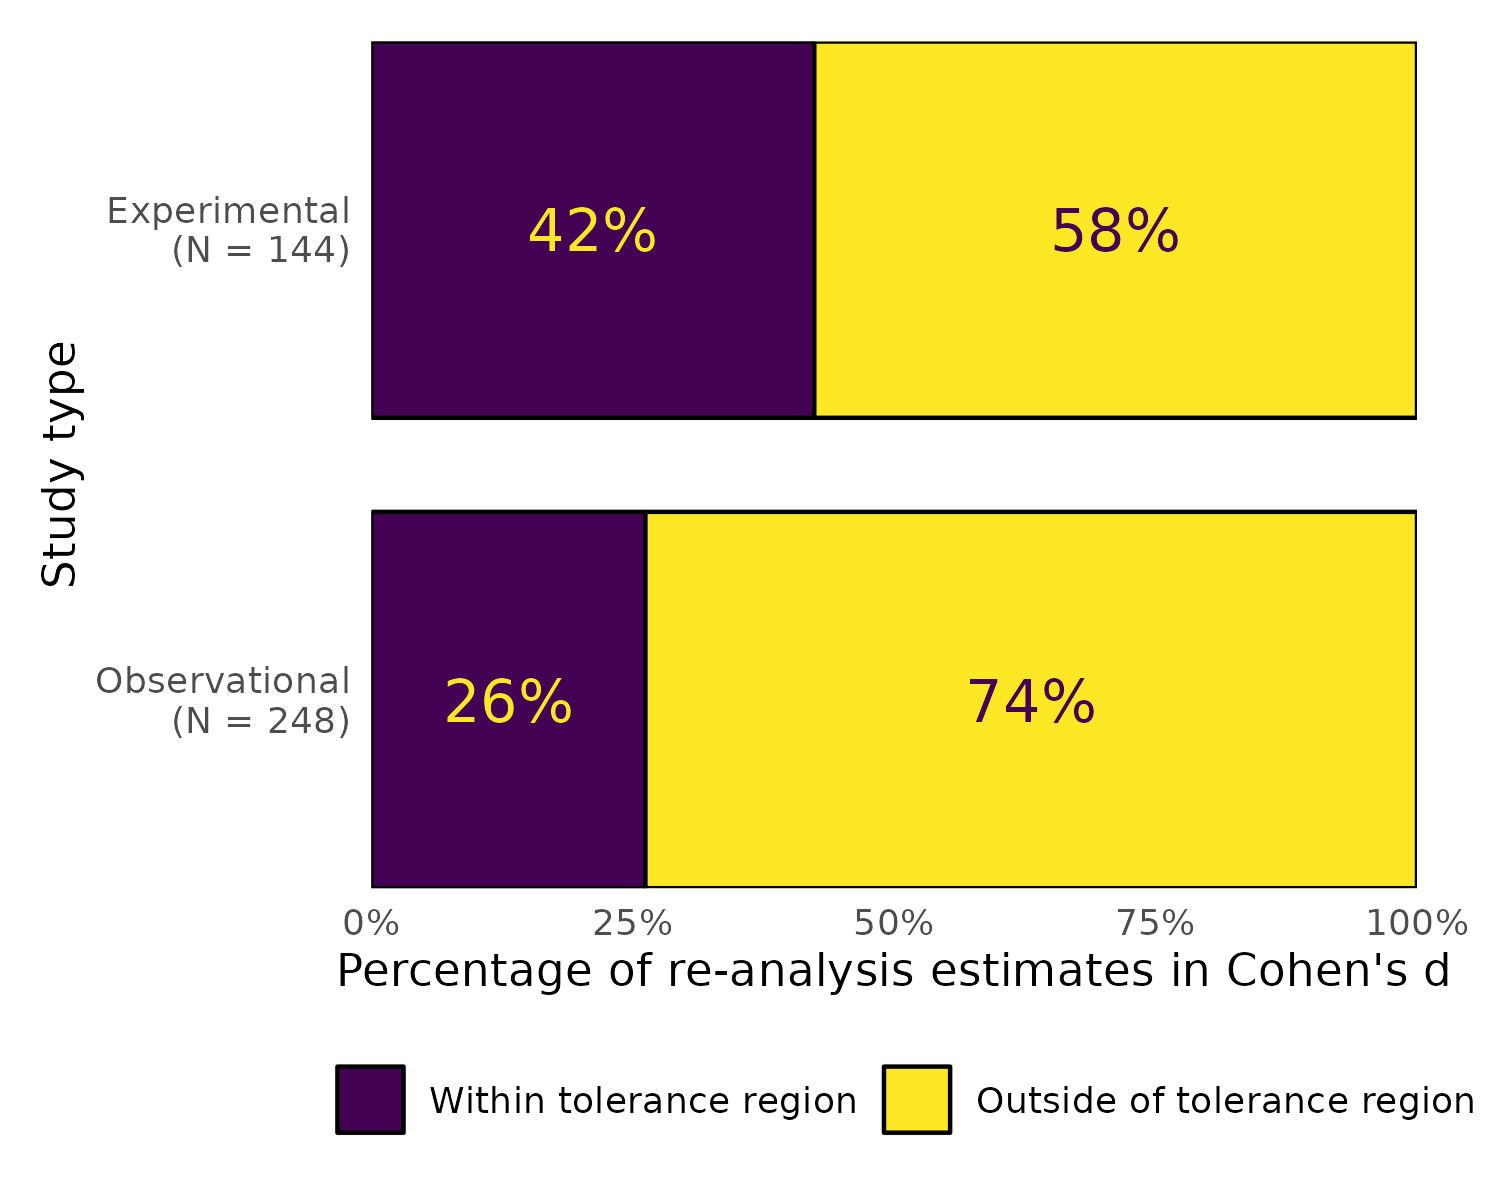 Study type
Experimental
(N = 144)
42%
58%
Observational
(N = 248)
26%
74%
0%
25%
50%
75%
100%
Percentage of re-analysis estimates in Cohen's d
Within tolerance region
Outside of tolerance region